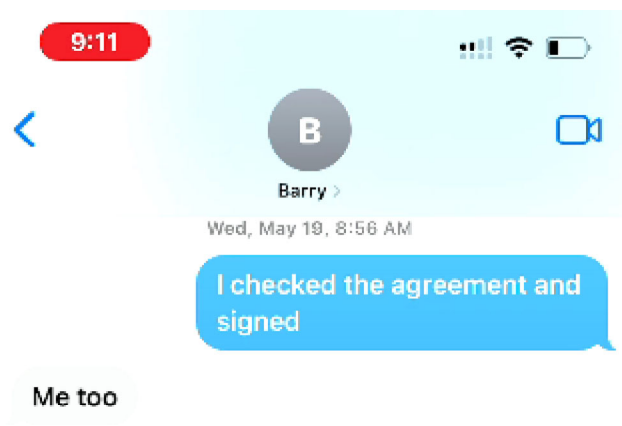 9:11
B
Barry >
Wed, May 19, 8:56 AM
I checked the agreement and
signed
Me too